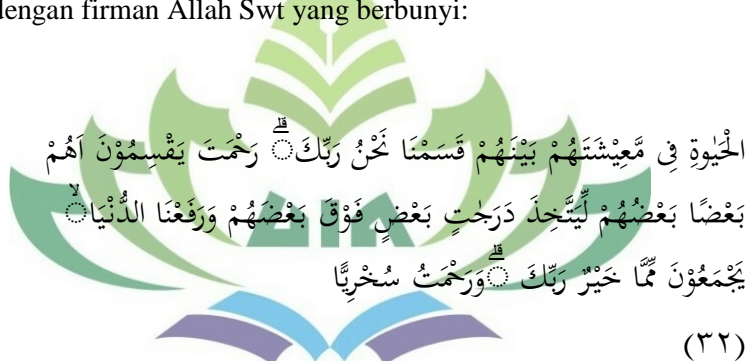 dengan firman Allah Swt yang berbunyi:
اَهُمْ يَقْسِمُوْنَ رَحْمَتَ رَبِّكَ ۗ نَحْنُ قَسَمْنَا بَيْنَهُمْ مَّعِيْشَتَهُمْ فِى الْحَيٰوةِ
الدُّنْيَا ۙ وَرَفَعْنَا بَعْضَهُمْ فَوْقَ بَعْضٍ دَرَجٰتٍ لِّيَتَّخِذَ بَعْضُهُمْ بَعْضًا
سُخْرِيًّا ۗ وَرَحْمَتُ رَبِّكَ خَيْرٌ مِّمَّا يَجْمَعُوْنَ
(٣٢)